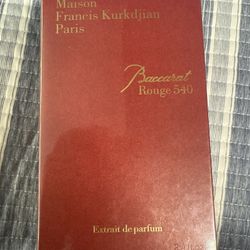 Maison
Francis Kurkdjian
Paris
Baccarat
Rouge 540
Extrait de parfum